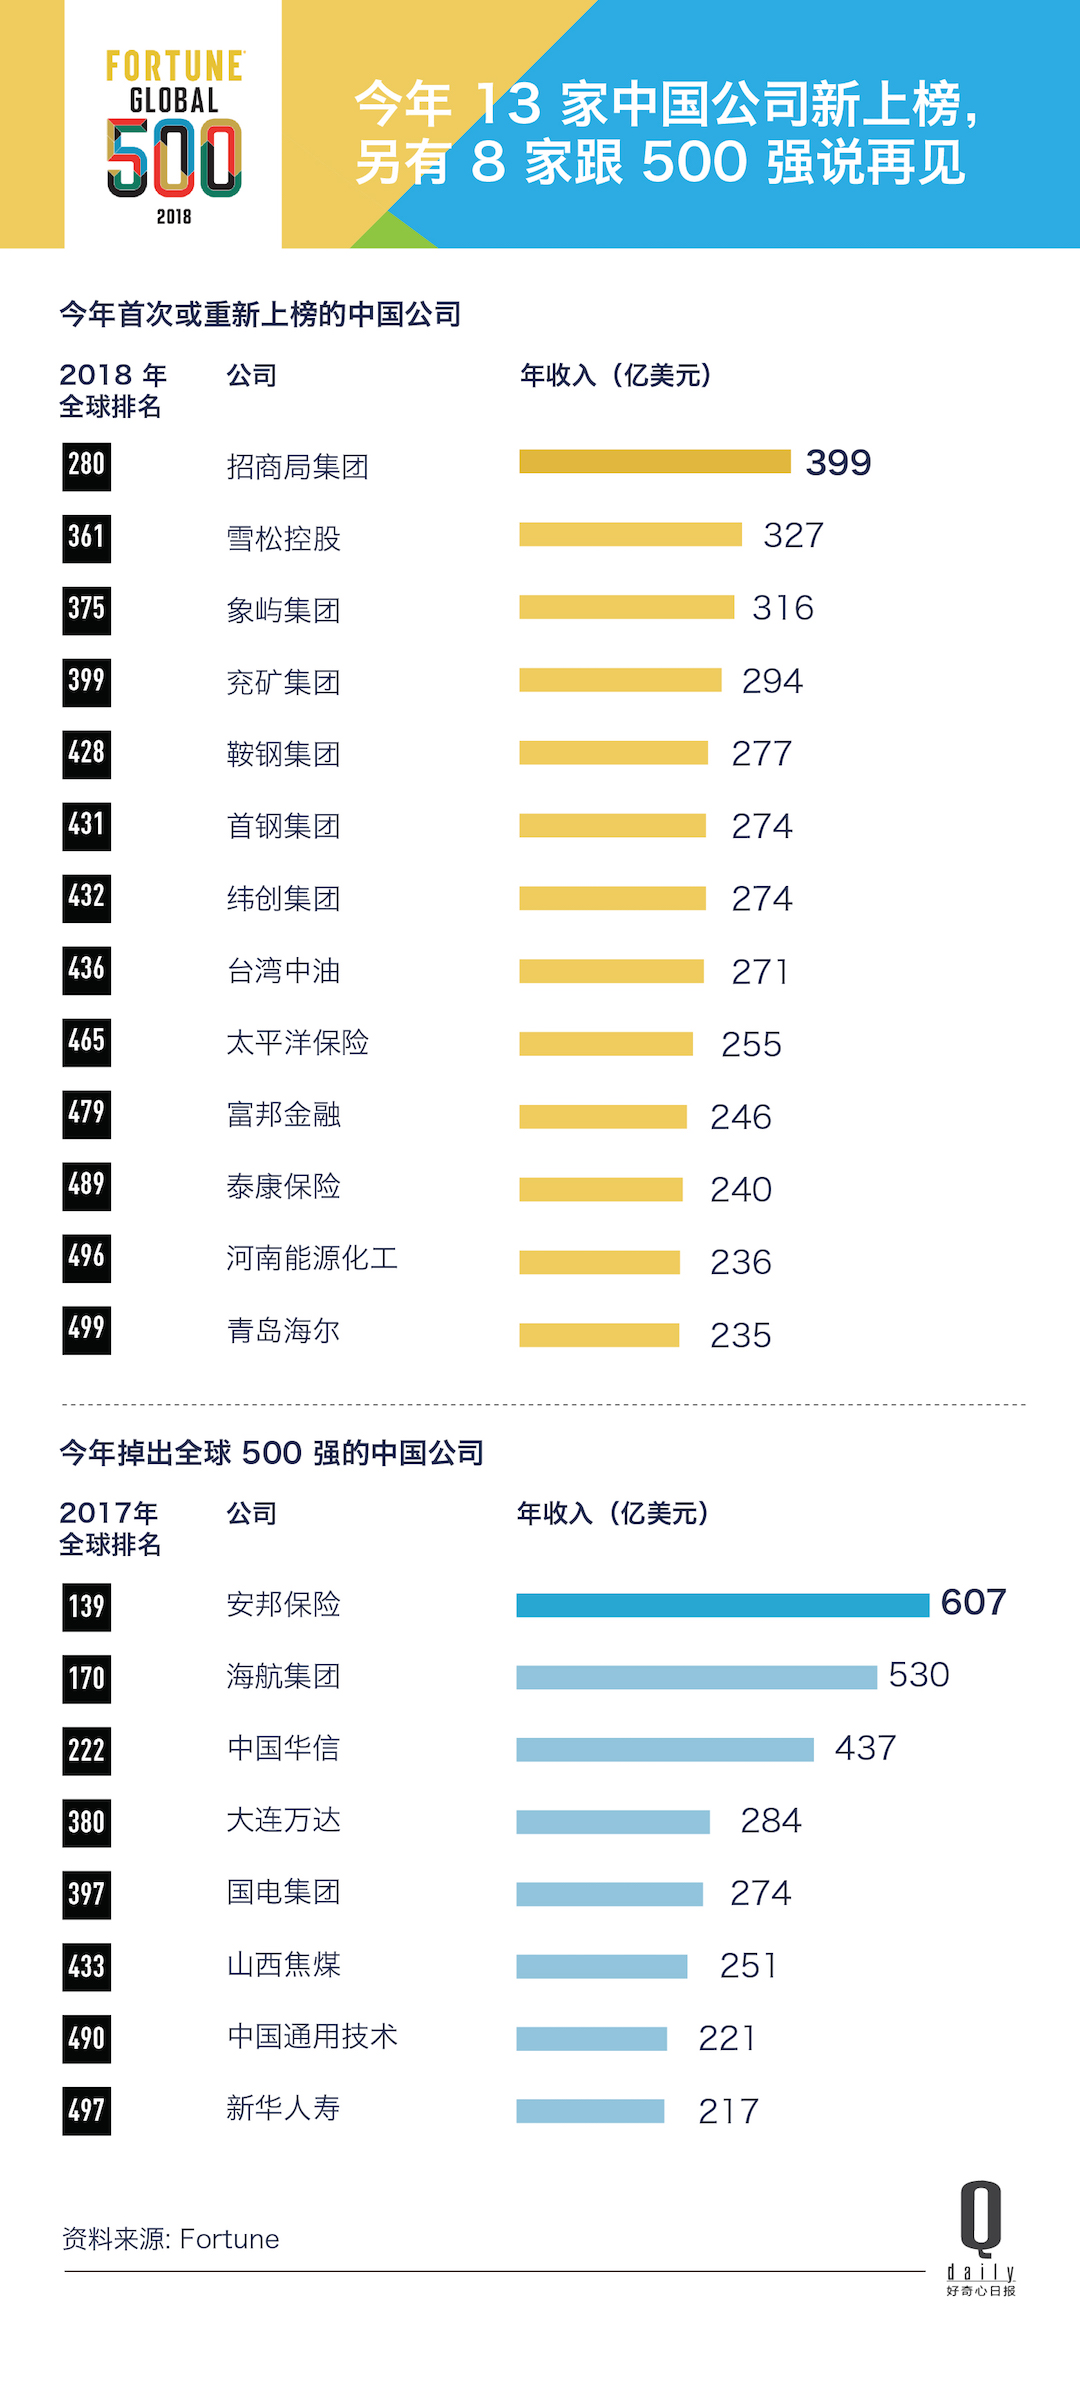 FORTUNE
GLOBAL
500
2018
今年 13 家中国公司新上榜，
另有 8 家跟 500 强说再见
今年首次或重新上榜的中国公司
2018 年
全球排名
公司
年收入（亿美元）
280 招商局集团 399
361 雪松控股 327
375 象屿集团 316
399 兖矿集团 294
428 鞍钢集团 277
431 首钢集团 274
432 纬创集团 274
436 台湾中油 271
465 太平洋保险 255
479 富邦金融 246
489 泰康保险 240
496 河南能源化工 236
499 青岛海尔 235
今年掉出全球 500 强的中国公司
2017年
全球排名
公司
年收入（亿美元）
139 安邦保险 607
170 海航集团 530
222 中国华信 437
380 大连万达 284
397 国电集团 274
433 山西焦煤 251
490 中国通用技术 221
497 新华人寿 217
资料来源: Fortune
Q
daily
好奇心日报